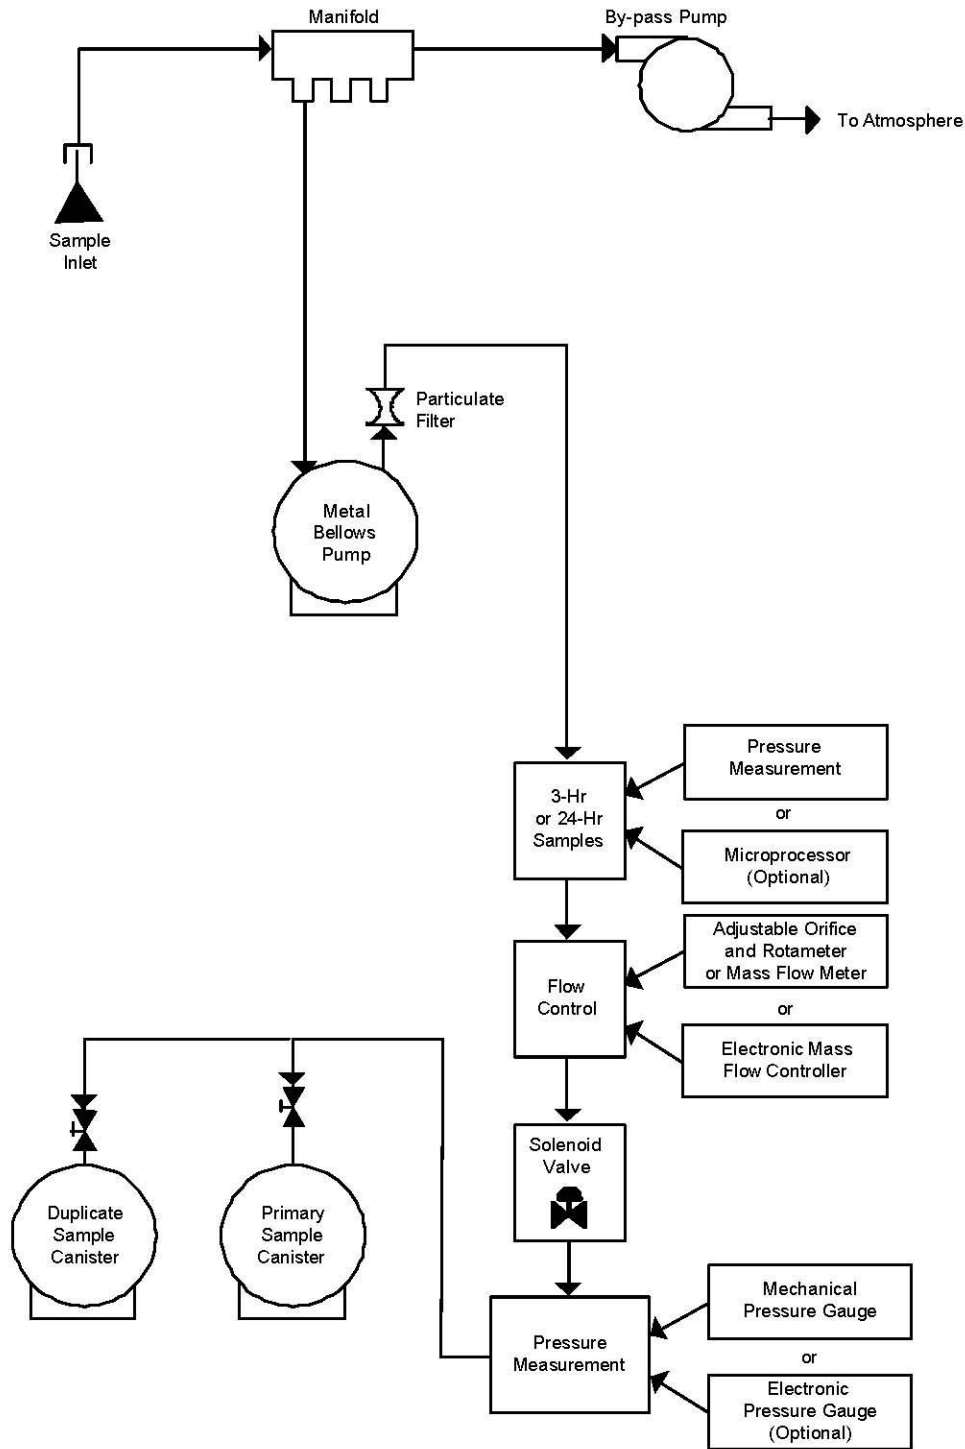 Manifold
By-pass Pump
To Atmosphere
Sample
Inlet
Particulate
Filter
Metal
Bellows
Pump
Pressure
Measurement
3-Hr
or 24-Hr
Samples
or
Microprocessor
(Optional)
Adjustable Orifice
and Rotameter
or Mass Flow Meter
Flow
Control
or
Electronic Mass
Flow Controller
Solenoid
Valve
Duplicate
Sample
Canister
Primary
Sample
Canister
Mechanical
Pressure Gauge
Pressure
Measurement
or
Electronic
Pressure Gauge
(Optional)